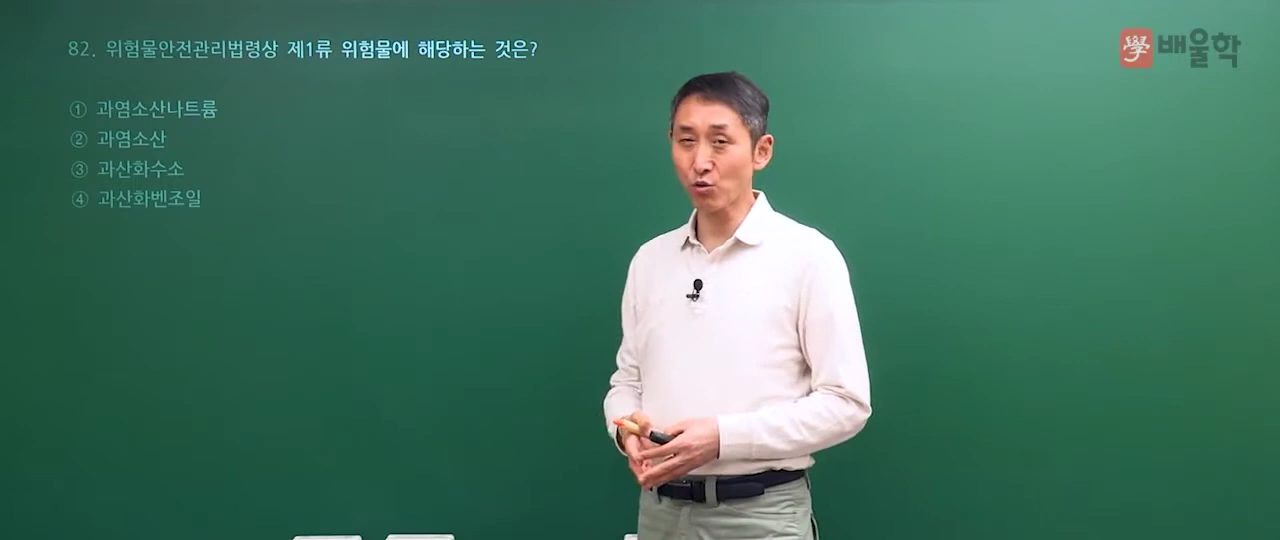 82. 위험물안전관리법령상 제1류 위험물에 해당하는 것은?
學 배울학
① 과염소산나트륨
② 과염소산
③ 과산화수소
④ 과산화벤조일